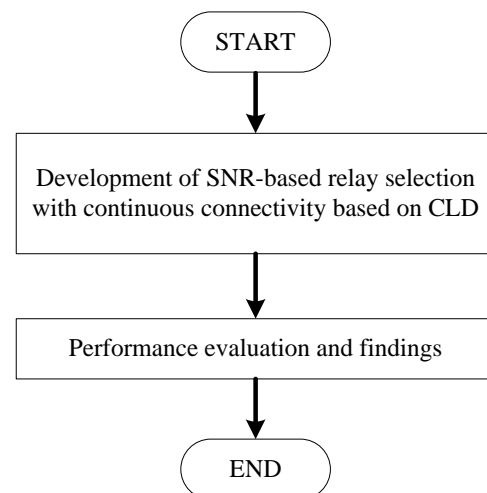 START
Development of SNR-based relay selection
with continuous connectivity based on CLD
Performance evaluation and findings
END